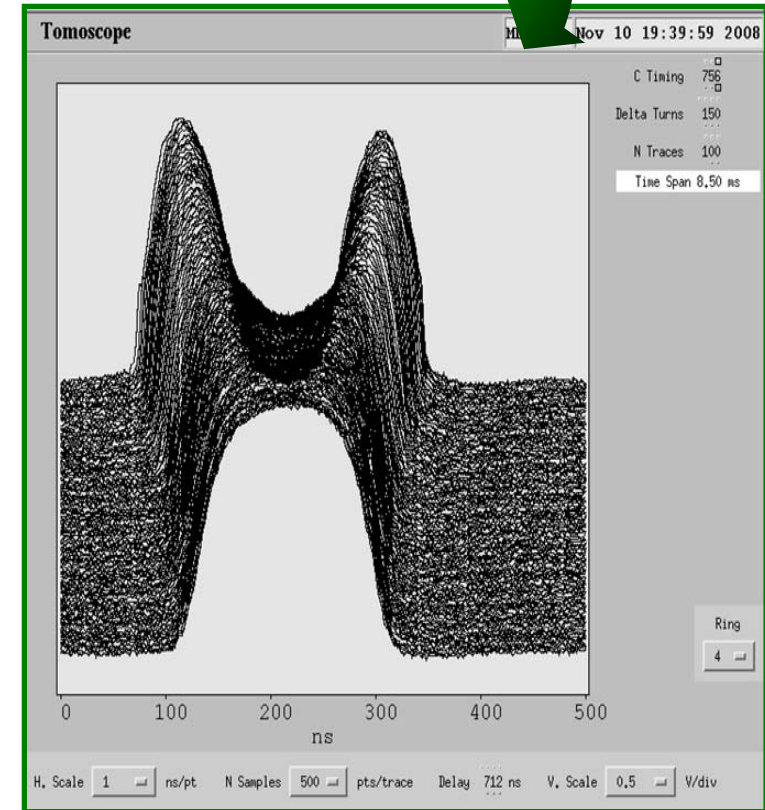 Tomoscope
Nov 10 19:39:59 2008
C Timing 756
Delta Turns 150
N Traces 100
Time Span 8.50 ms
Ring
4
0 100 200 300 400 500
ns
H. Scale 1 ns/pt N Samples 500 pts/trace Delay 712 ns V. Scale 0.5 V/div